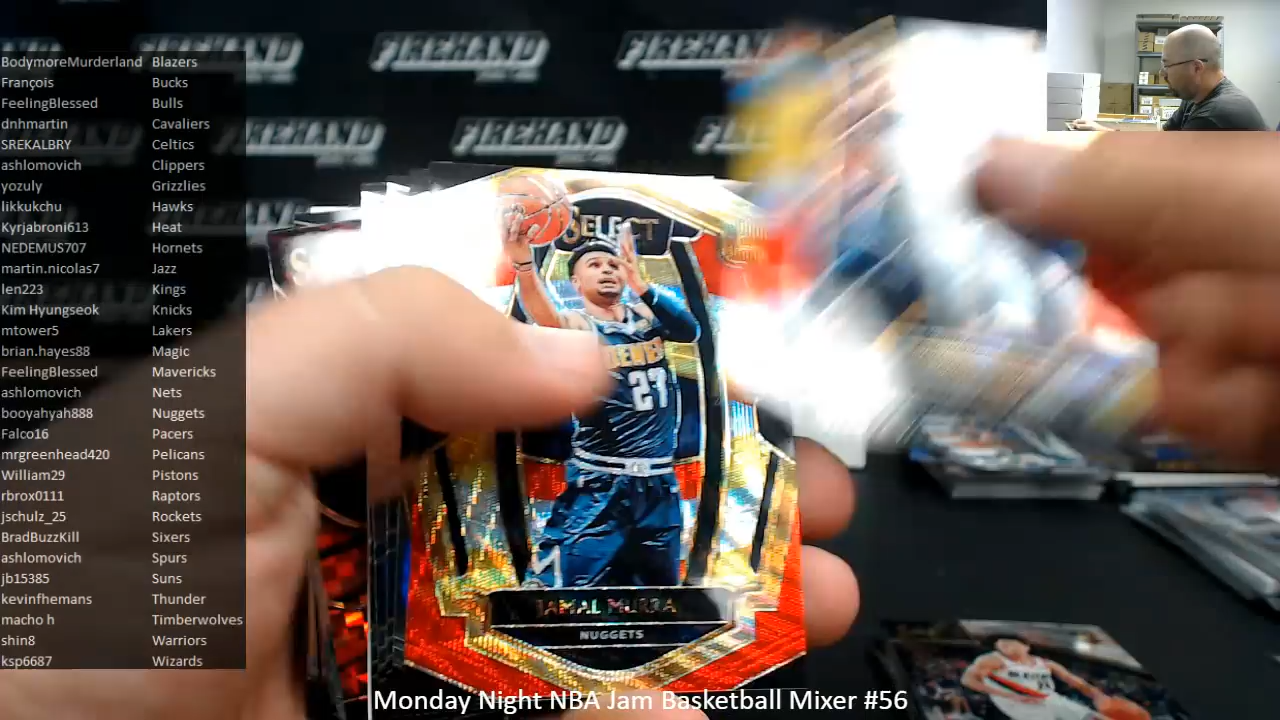 BodymoreMurderland Blazers
François Bucks
FeelingBlessed Bulls
dnhmartin Cavaliers
SREKALBRY Celtics
ashlomovich Clippers
yozuly Grizzlies
likkukchu Hawks
Kyrjabroni613 Heat
NEDEMUS707 Hornets
martin.nicolas7 Jazz
len223 Kings
Kim Hyungseok Knicks
mtower5 Lakers
brian.hayes88 Magic
FeelingBlessed Mavericks
ashlomovich Nets
booyahyah888 Nuggets
Falco16 Pacers
mrgreenhead420 Pelicans
William29 Pistons
rbrox0111 Raptors
jschulz_25 Rockets
BradBuzzKill Sixers
ashlomovich Spurs
jb15385 Suns
kevinfhemans Thunder
macho h Timberwolves
shin8 Warriors
ksp6687 Wizards
FIREHAND FIREHAND
FIREHAND
SELECT
27
JAMAL MURRA
NUGGETS
Monday Night NBA Jam Basketball Mixer #56